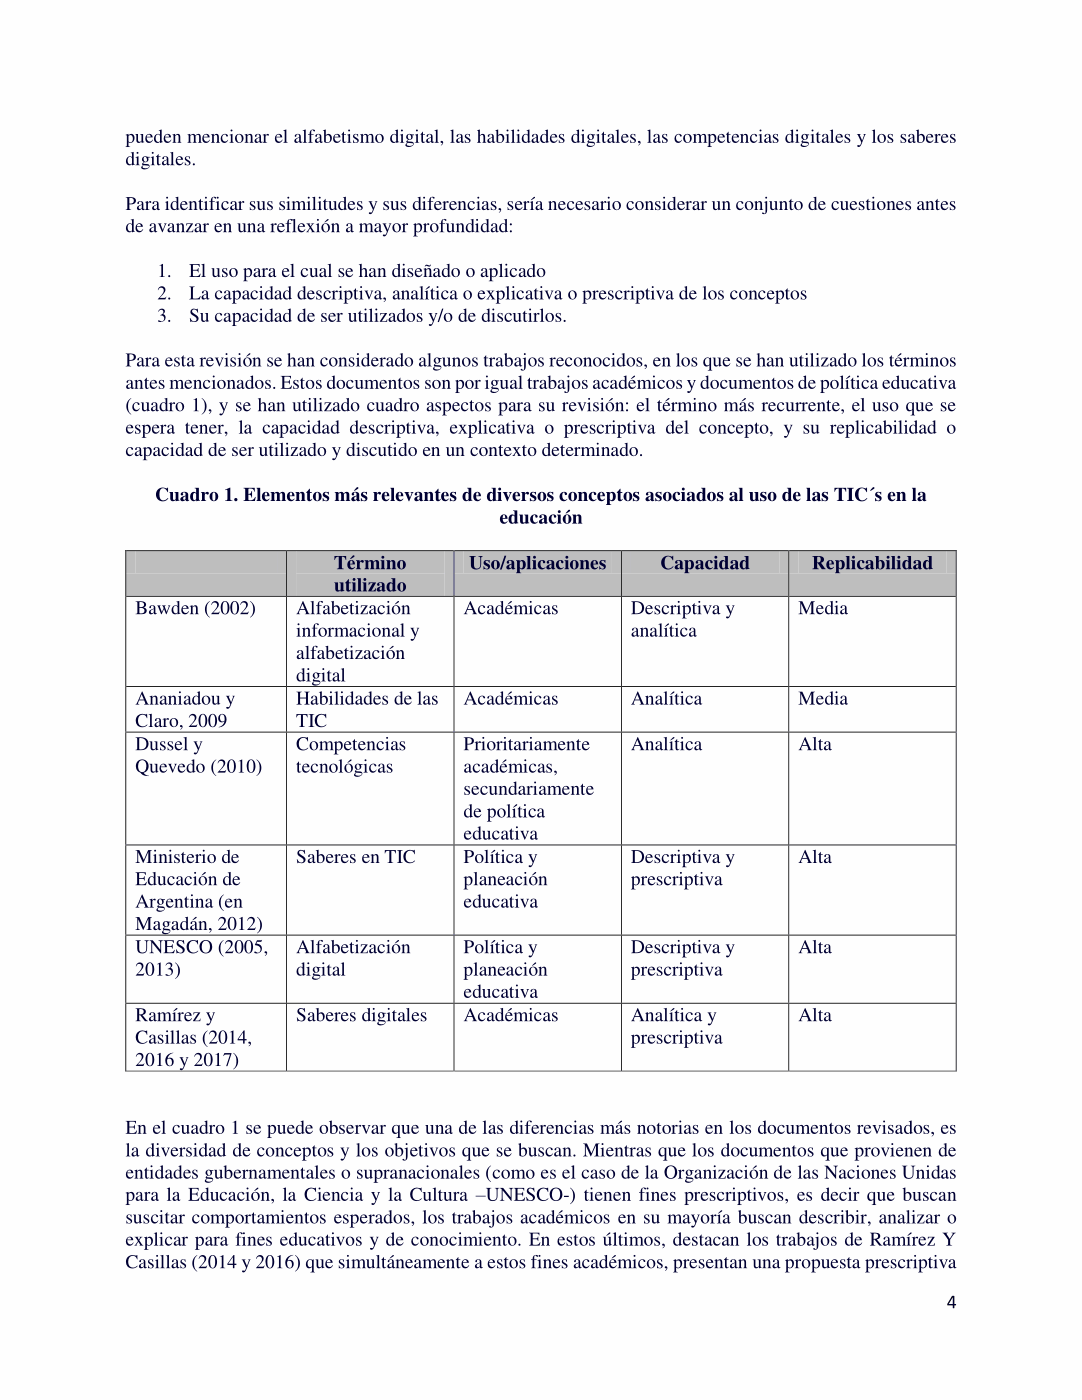 pueden mencionar el alfabetismo digital, las habilidades digitales, las competencias digitales y los saberes
digitales.
Para identificar sus similitudes y sus diferencias, sería necesario considerar un conjunto de cuestiones antes
de avanzar en una reflexión a mayor profundidad:
1. El uso para el cual se han diseñado o aplicado
2. La capacidad descriptiva, analítica o explicativa o prescriptiva de los conceptos
3. Su capacidad de ser utilizados y/o de discutirlos.
Para esta revisión se han considerado algunos trabajos reconocidos, en los que se han utilizado los términos
antes mencionados. Estos documentos son por igual trabajos académicos y documentos de política educativa
(cuadro 1), y se han utilizado cuadro aspectos para su revisión: el término más recurrente, el uso que se
espera tener, la capacidad descriptiva, explicativa o prescriptiva del concepto, y su replicabilidad o
capacidad de ser utilizado y discutido en un contexto determinado.
Cuadro 1. Elementos más relevantes de diversos conceptos asociados al uso de las TIC´s en la
educación
Término
utilizado
Uso/aplicaciones
Capacidad
Replicabilidad
Bawden (2002)
Alfabetización
informacional y
alfabetización
digital
Académicas
Descriptiva y
analítica
Media
Ananiadou y
Claro, 2009
Habilidades de las
TIC
Académicas
Analítica
Media
Dussel y
Quevedo (2010)
Competencias
tecnológicas
Prioritariamente
académicas,
secundariamente
de política
educativa
Analítica
Alta
Ministerio de
Educación de
Argentina (en
Magadán, 2012)
Saberes en TIC
Política y
planeación
educativa
Descriptiva y
prescriptiva
Alta
UNESCO (2005,
2013)
Alfabetización
digital
Política y
planeación
educativa
Descriptiva y
prescriptiva
Alta
Ramírez y
Casillas (2014,
2016 y 2017)
Saberes digitales
Académicas
Analítica y
prescriptiva
Alta
En el cuadro 1 se puede observar que una de las diferencias más notorias en los documentos revisados, es
la diversidad de conceptos y los objetivos que se buscan. Mientras que los documentos que provienen de
entidades gubernamentales o supranacionales (como es el caso de la Organización de las Naciones Unidas
para la Educación, la Ciencia y la Cultura –UNESCO-) tienen fines prescriptivos, es decir que buscan
suscitar comportamientos esperados, los trabajos académicos en su mayoría buscan describir, analizar o
explicar para fines educativos y de conocimiento. En estos últimos, destacan los trabajos de Ramírez Y
Casillas (2014 y 2016) que simultáneamente a estos fines académicos, presentan una propuesta prescriptiva
4